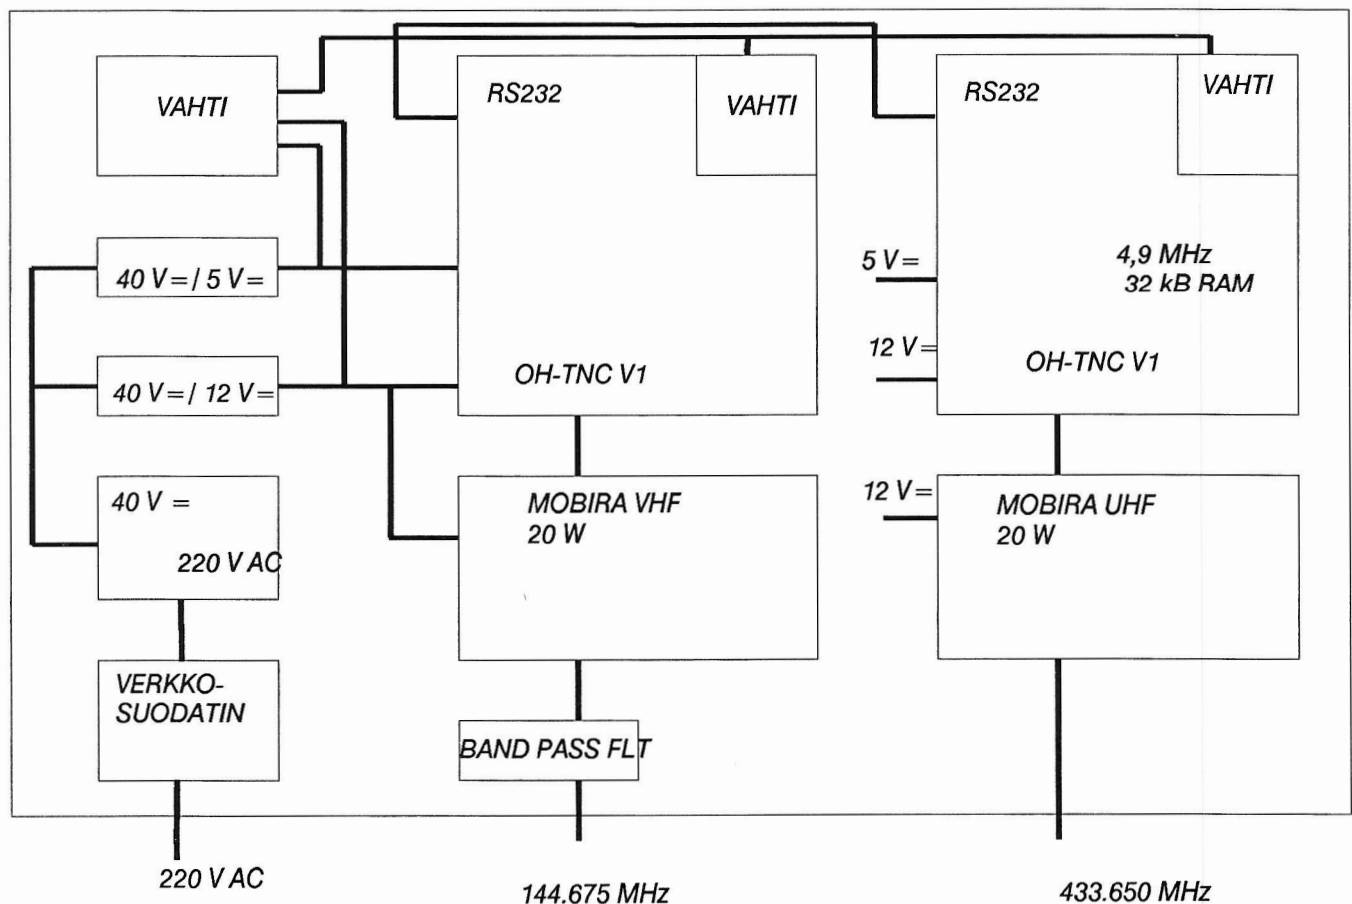 VAHTI
RS232
VAHTI
RS232
VAHTI
40 V= / 5 V=
5 V=
4,9 MHz
32 kB RAM
40 V= / 12 V=
OH-TNC V1
12 V=
OH-TNC V1
40 V =
220 V AC
MOBIRA VHF
20 W
12 V=
MOBIRA UHF
20 W
VERKKO-
SUODATIN
BAND PASS FLT
220 V AC
144.675 MHz
433.650 MHz